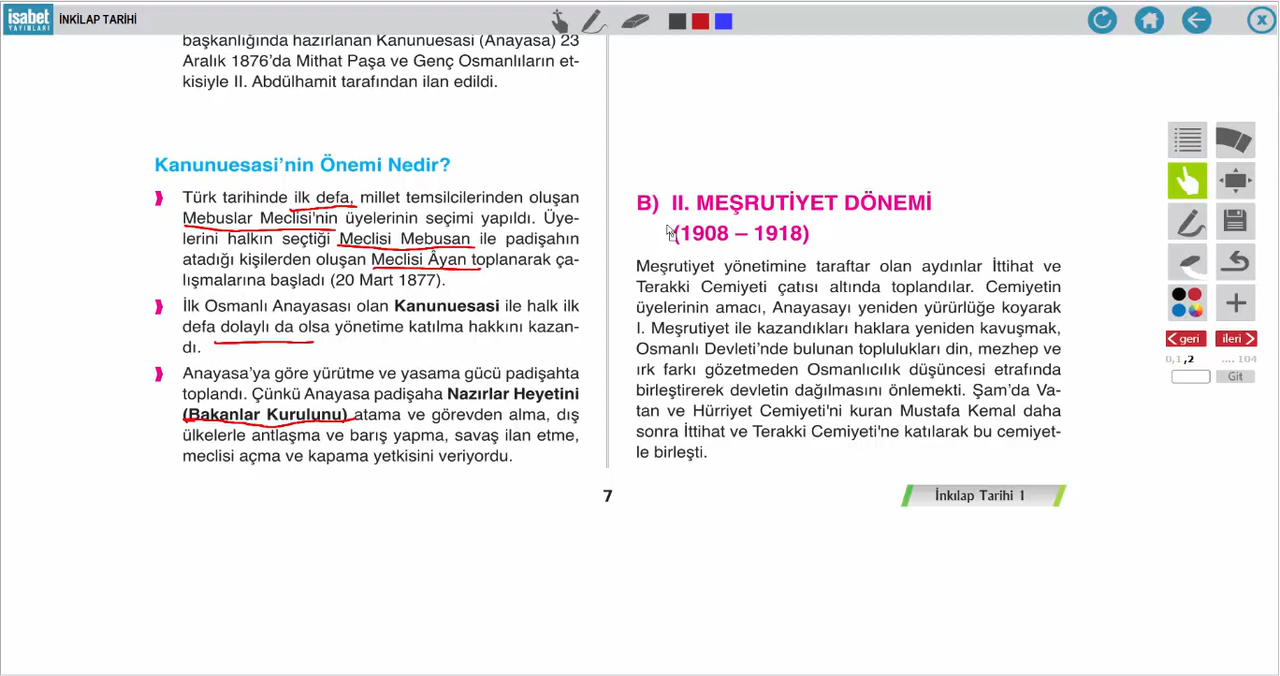 isabet
YAYINLARI
İNKİLAP TARİHİ
başkanlığında hazırlanan Kanunuesasi (Anayasa) 23
Aralık 1876'da Mithat Paşa ve Genç Osmanlıların et-
kisiyle II. Abdülhamit tarafından ilan edildi.
Kanunuesasi'nin Önemi Nedir?
Türk tarihinde ilk defa, millet temsilcilerinden oluşan
Mebuslar Meclisi'nin üyelerinin seçimi yapıldı. Üye-
lerini halkın seçtiği Meclisi Mebusan ile padişahın
atadığı kişilerden oluşan Meclisi Âyan toplanarak ça-
lışmalarına başladı (20 Mart 1877).
İlk Osmanlı Anayasası olan Kanunuesasi ile halk ilk
defa dolaylı da olsa yönetime katılma hakkını kazan-
dı.
Anayasa'ya göre yürütme ve yasama gücü padişahta
toplandı. Çünkü Anayasa padişaha Nazırlar Heyetini
(Bakanlar Kurulunu) atama ve görevden alma, dış
ülkelerle antlaşma ve barış yapma, savaş ilan etme,
meclisi açma ve kapama yetkisini veriyordu.
B) II. MEŞRUTİYET DÖNEMİ
(1908 – 1918)
Meşrutiyet yönetimine taraftar olan aydınlar İttihat ve
Terakki Cemiyeti çatısı altında toplandılar. Cemiyetin
üyelerinin amacı, Anayasayı yeniden yürürlüğe koyarak
I. Meşrutiyet ile kazandıkları haklara yeniden kavuşmak,
Osmanlı Devleti'nde bulunan toplulukları din, mezhep ve
ırk farkı gözetmeden Osmanlıcılık düşüncesi etrafında
birleştirerek devletin dağılmasını önlemekti. Şam'da Va-
tan ve Hürriyet Cemiyeti'ni kuran Mustafa Kemal daha
sonra İttihat ve Terakki Cemiyeti'ne katılarak bu cemiyet-
le birleşti.
7
İnkılap Tarihi 1
geri
ileri
0,1,2 .... 104
Git